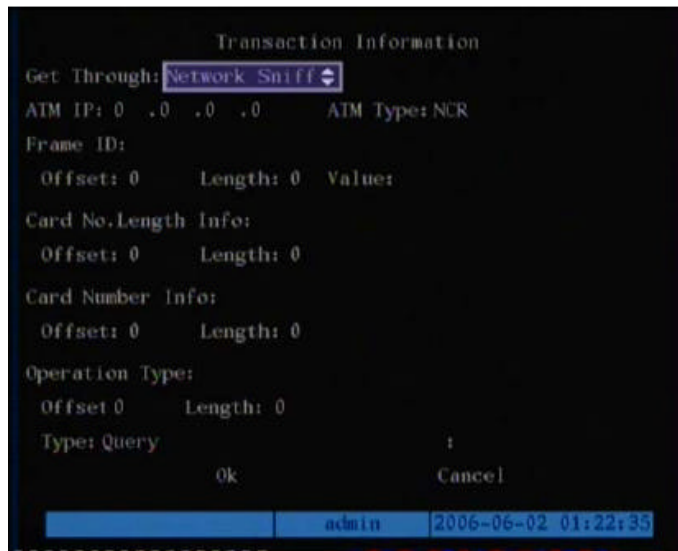 Transaction Information
Get Through: Network Sniff
ATM IP: 0 .0 .0 .0 ATM Type: NCR
Frame ID:
Offset: 0 Length: 0 Value:
Card No.Length Info:
Offset: 0 Length: 0
Card Number Info:
Offset: 0 Length: 0
Operation Type:
Offset 0 Length: 0
Type: Query :
Ok Cancel
admin 2006-06-02 01:22:35